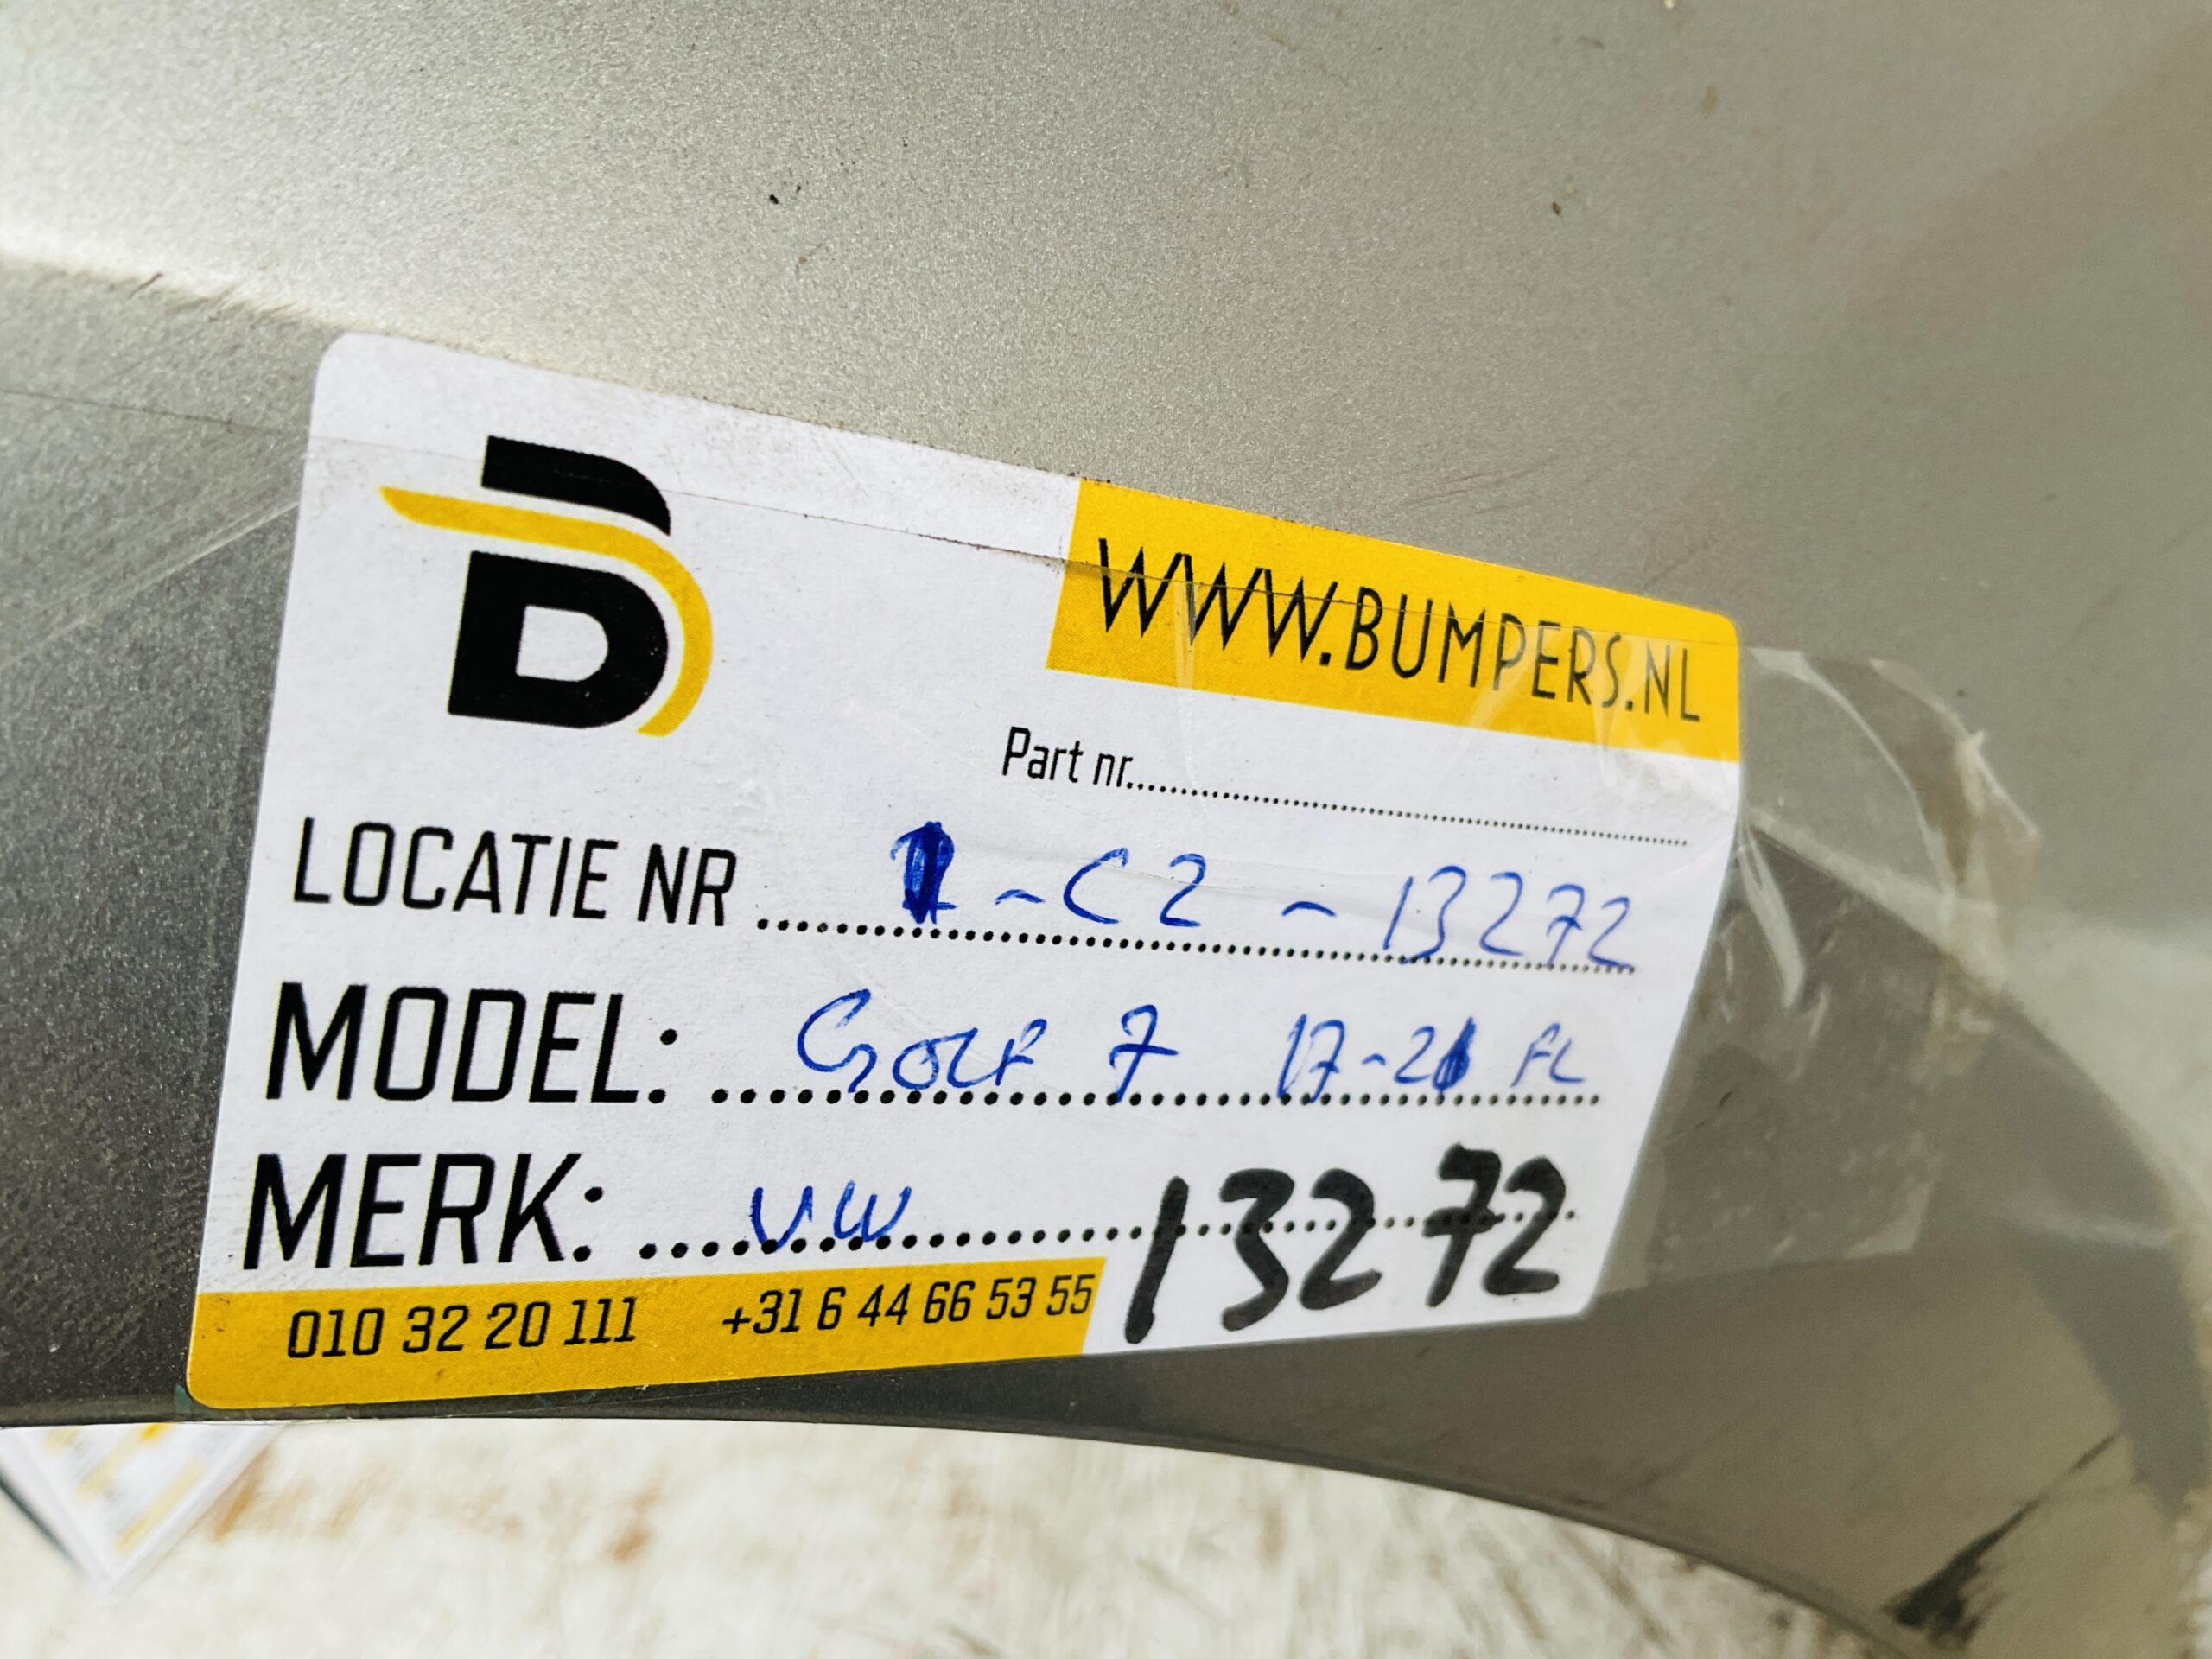 B
WWW.BUMPERS.NL
Part nr....................
LOCATIE NR .... 1-C2-13272
MODEL: .... GOLF 7 17-21 FL
MERK: .... VW
13272
010 32 20 111 +31 6 44 66 53 55